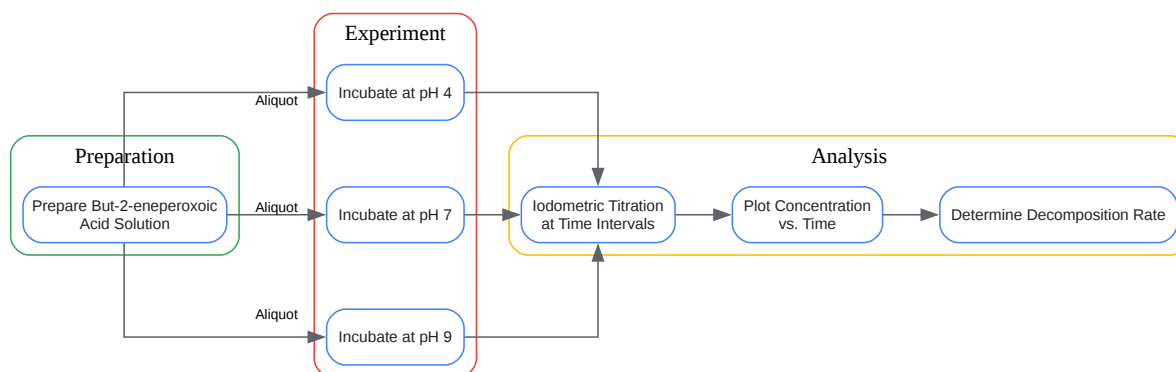 Experiment
Incubate at pH 4
Aliquot
Preparation
Analysis
Prepare But-2-eneperoxoic
Acid Solution
Aliquot
Incubate at pH 7
Iodometric Titration
at Time Intervals
Plot Concentration
vs. Time
Determine Decomposition Rate
Aliquot
Incubate at pH 9